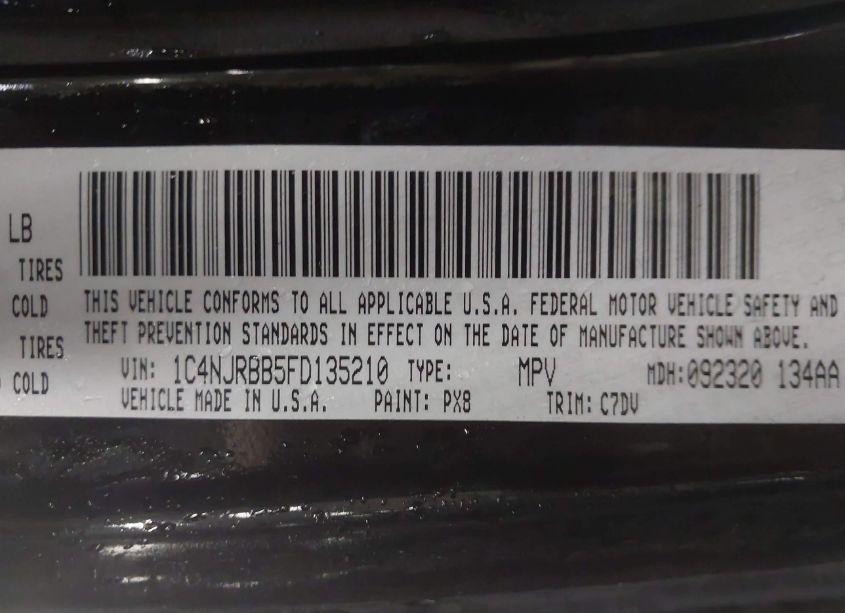 LB
TIRES
COLD
TIRES
COLD
THIS VEHICLE CONFORMS TO ALL APPLICABLE U.S.A. FEDERAL MOTOR VEHICLE SAFETY AND
THEFT PREVENTION STANDARDS IN EFFECT ON THE DATE OF MANUFACTURE SHOWN ABOVE.
VIN: 1C4NJRBB5FD135210 TYPE: MPV MDH:092320 134AA
VEHICLE MADE IN U.S.A. PAINT: PX8 TRIM: C7DV